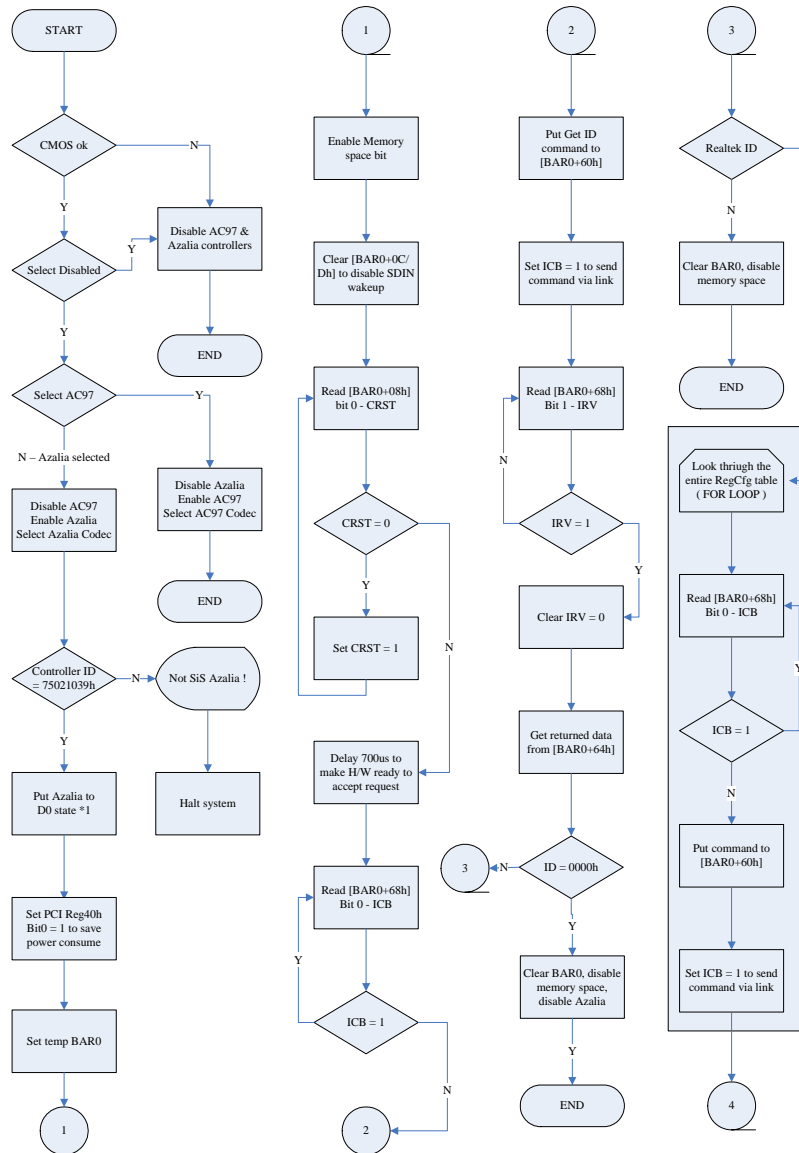 START
CMOS ok
N
Y
Select Disabled
Y
Disable AC97 &
Azalia controllers
Y
END
Select AC97
Y
N – Azalia selected
Disable AC97
Enable Azalia
Select Azalia Codec
Disable Azalia
Enable AC97
Select AC97 Codec
END
Controller ID
= 75021039h
N
Not SiS Azalia !
Y
Put Azalia to
D0 state *1
Halt system
Set PCI Reg40h
Bit0 = 1 to save
power consume
Set temp BAR0
1
1
Enable Memory
space bit
Clear [BAR0+0C/
Dh] to disable SDIN
wakeup
Read [BAR0+08h]
bit 0 - CRST
CRST = 0
Y
N
Set CRST = 1
Delay 700us to
make H/W ready to
accept request
Read [BAR0+68h]
Bit 0 - ICB
Y
ICB = 1
N
2
2
Put Get ID
command to
[BAR0+60h]
Set ICB = 1 to send
command via link
Read [BAR0+68h]
Bit 1 - IRV
N
IRV = 1
Y
Clear IRV = 0
Get returned data
from [BAR0+64h]
ID = 0000h
N
3
Y
Clear BAR0, disable
memory space,
disable Azalia
Y
END
3
Realtek ID
N
Clear BAR0, disable
memory space
END
Look thriugh the
entire RegCfg table
( FOR LOOP )
Read [BAR0+68h]
Bit 0 - ICB
Y
ICB = 1
N
Put command to
[BAR0+60h]
Set ICB = 1 to send
command via link
4